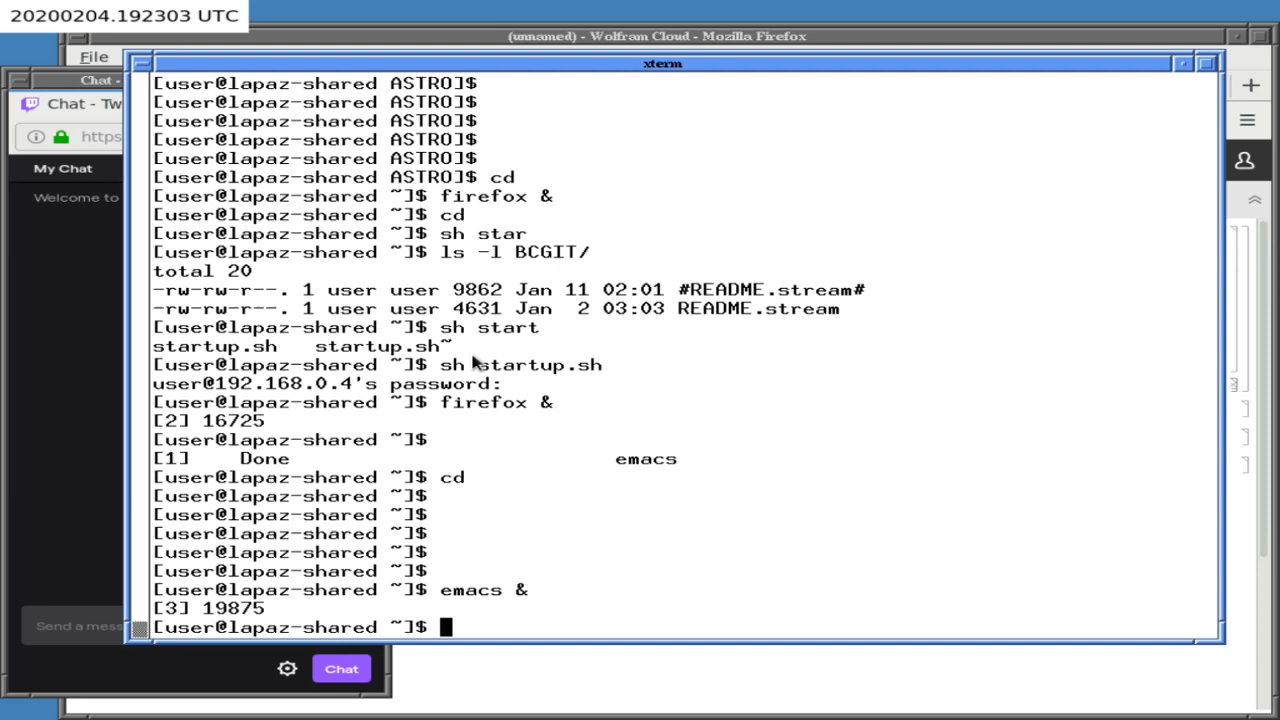 20200204.192303 UTC
(unnamed) - Wolfram Cloud - Mozilla Firefox
File
xterm
Chat -
Chat - Tw
https
My Chat
Welcome to
[user@lapaz-shared ASTRO]$
[user@lapaz-shared ASTRO]$
[user@lapaz-shared ASTRO]$
[user@lapaz-shared ASTRO]$
[user@lapaz-shared ASTRO]$
[user@lapaz-shared ASTRO]$ cd
[user@lapaz-shared ~]$ firefox &
[user@lapaz-shared ~]$ cd
[user@lapaz-shared ~]$ sh star
[user@lapaz-shared ~]$ ls -l BCGIT/
total 20
-rw-rw-r--. 1 user user 9862 Jan 11 02:01 #README.stream#
-rw-rw-r--. 1 user user 4631 Jan  2 03:03 README.stream
[user@lapaz-shared ~]$ sh start
startup.sh   startup.sh~
[user@lapaz-shared ~]$ sh startup.sh
user@192.168.0.4's password:
[user@lapaz-shared ~]$ firefox &
[2] 16725
[user@lapaz-shared ~]$
[1]    Done                          emacs
[user@lapaz-shared ~]$ cd
[user@lapaz-shared ~]$
[user@lapaz-shared ~]$
[user@lapaz-shared ~]$
[user@lapaz-shared ~]$
[user@lapaz-shared ~]$
[user@lapaz-shared ~]$ emacs &
[3] 19875
[user@lapaz-shared ~]$
Send a mess
Chat